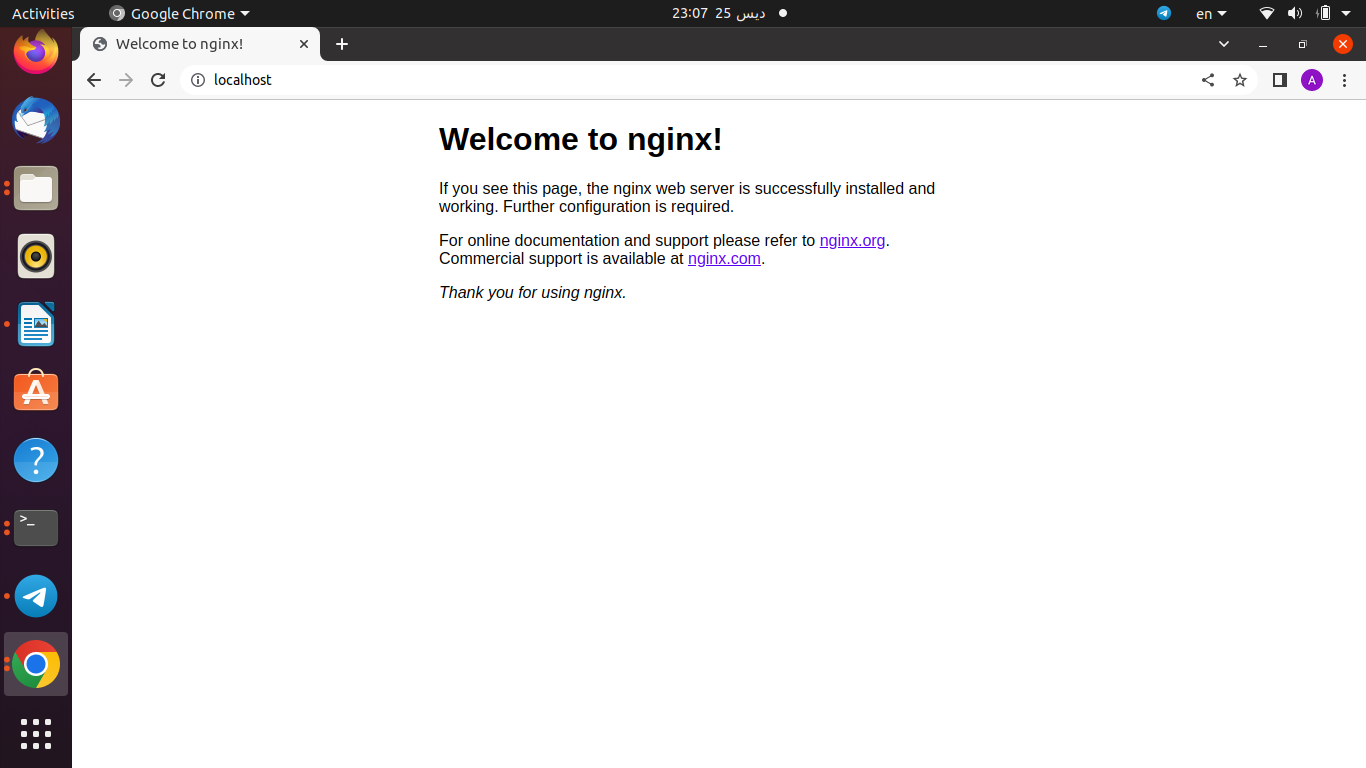 Activities
Google Chrome
23:07 25 ديس
en
Welcome to nginx!
localhost
A
Welcome to nginx!
If you see this page, the nginx web server is successfully installed and
working. Further configuration is required.
For online documentation and support please refer to nginx.org.
Commercial support is available at nginx.com.
Thank you for using nginx.